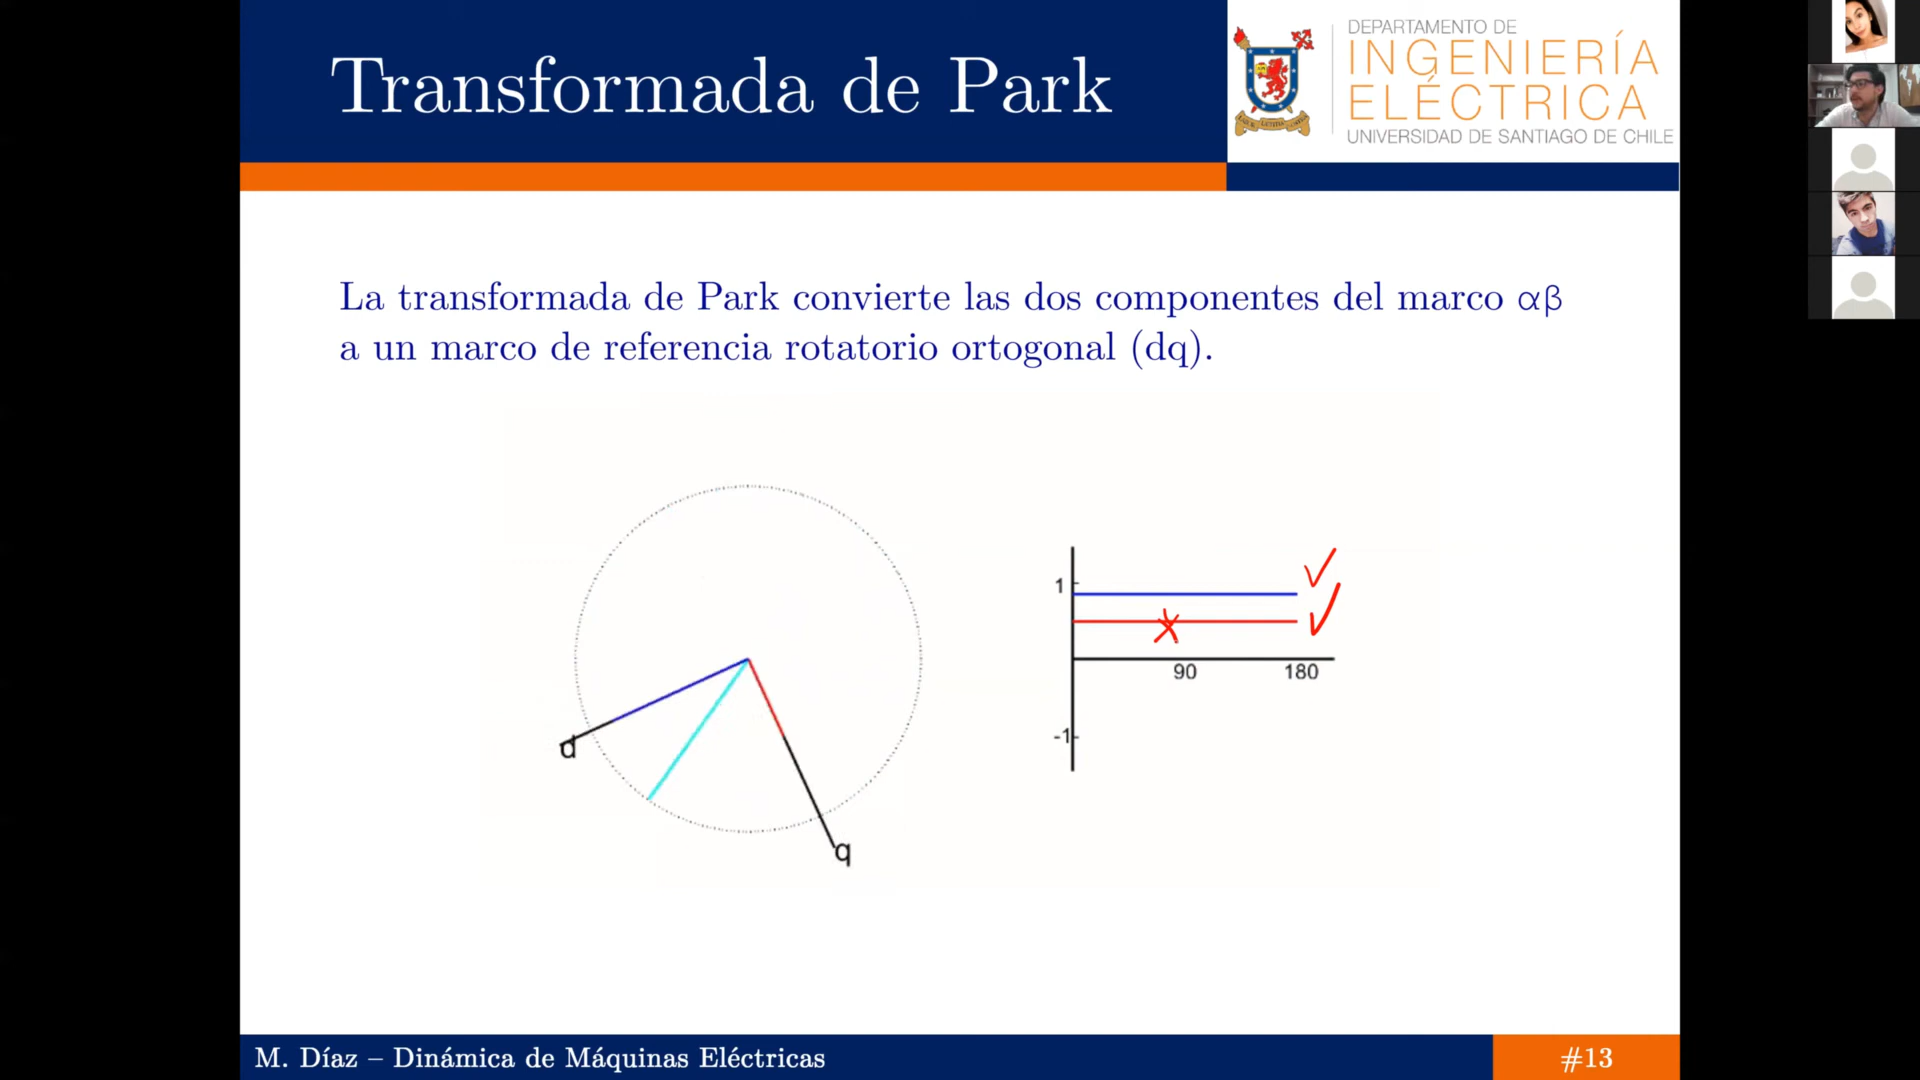 Transformada de Park
DEPARTAMENTO DE
INGENIERÍA
ELÉCTRICA
UNIVERSIDAD DE SANTIAGO DE CHILE
La transformada de Park convierte las dos componentes del marco αβ
a un marco de referencia rotatorio ortogonal (dq).
d
q
1
90
180
-1
M. Díaz – Dinámica de Máquinas Eléctricas
#13